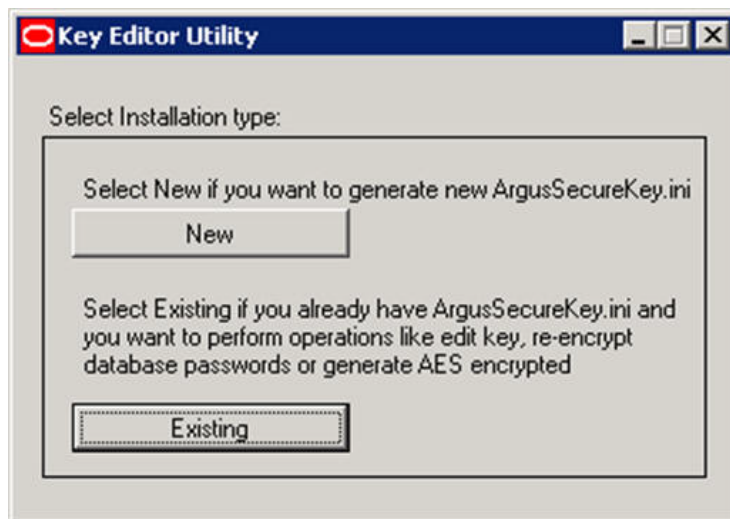 Key Editor Utility
Select Installation type:
Select New if you want to generate new ArgusSecureKey.ini
New
Select Existing if you already have ArgusSecureKey.ini and
you want to perform operations like edit key, re-encrypt
database passwords or generate AES encrypted
Existing